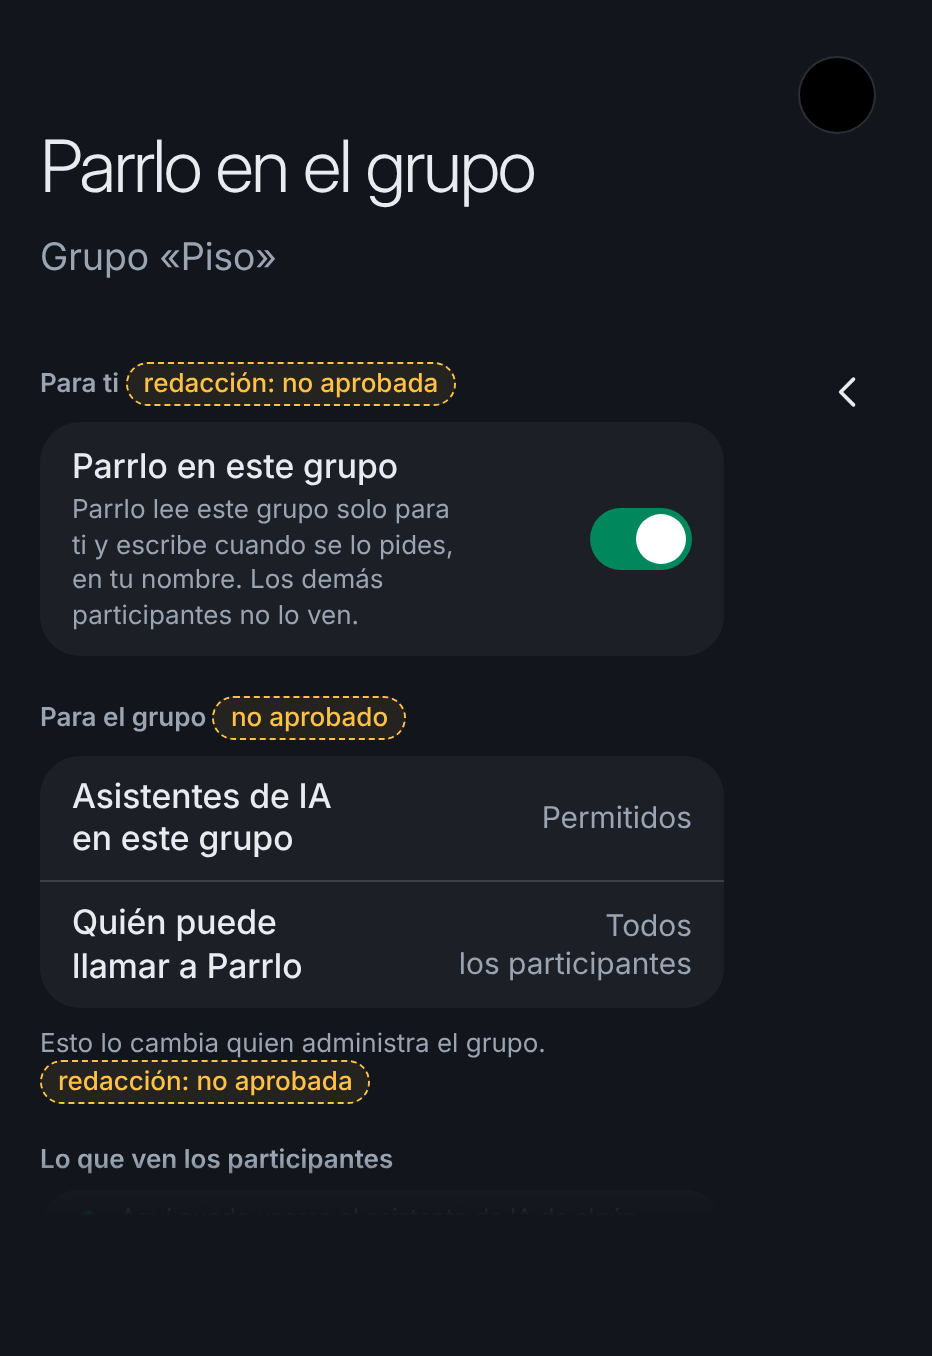 Parrlo en el grupo
Grupo «Piso»
Para ti redacción: no aprobada
Parrlo en este grupo
Parrlo lee este grupo solo para
ti y escribe cuando se lo pides,
en tu nombre. Los demás
participantes no lo ven.
Para el grupo no aprobado
Asistentes de IA
en este grupo
Permitidos
Quién puede
llamar a Parrlo
Todos
los participantes
Esto lo cambia quien administra el grupo.
redacción: no aprobada
Lo que ven los participantes